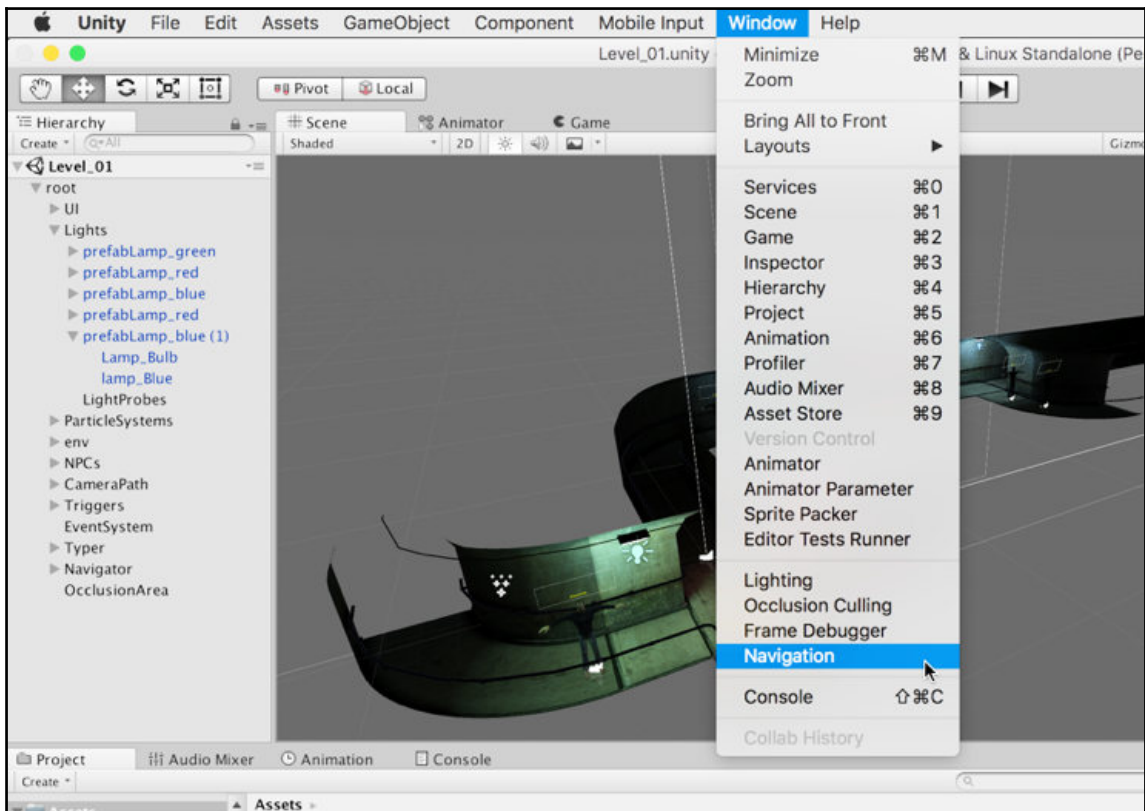 Unity File Edit Assets GameObject Component Mobile Input Window Help
Level_01.unity
& Linux Standalone (Pe
Pivot Local
Hierarchy
Create All
Level_01
root
UI
Lights
prefabLamp_green
prefabLamp_red
prefabLamp_blue
prefabLamp_red
prefabLamp_blue (1)
Lamp_Bulb
lamp_Blue
LightProbes
ParticleSystems
env
NPCs
CameraPath
Triggers
EventSystem
Typer
Navigator
OcclusionArea
Scene Animator Game
Shaded 2D
Gizm
Minimize ⌘M
Zoom
Bring All to Front
Layouts
Services ⌘0
Scene ⌘1
Game ⌘2
Inspector ⌘3
Hierarchy ⌘4
Project ⌘5
Animation ⌘6
Profiler ⌘7
Audio Mixer ⌘8
Asset Store ⌘9
Version Control
Animator
Animator Parameter
Sprite Packer
Editor Tests Runner
Lighting
Occlusion Culling
Frame Debugger
Navigation
Console ⇧⌘C
Collab History
Project Audio Mixer Animation Console
Create
Assets